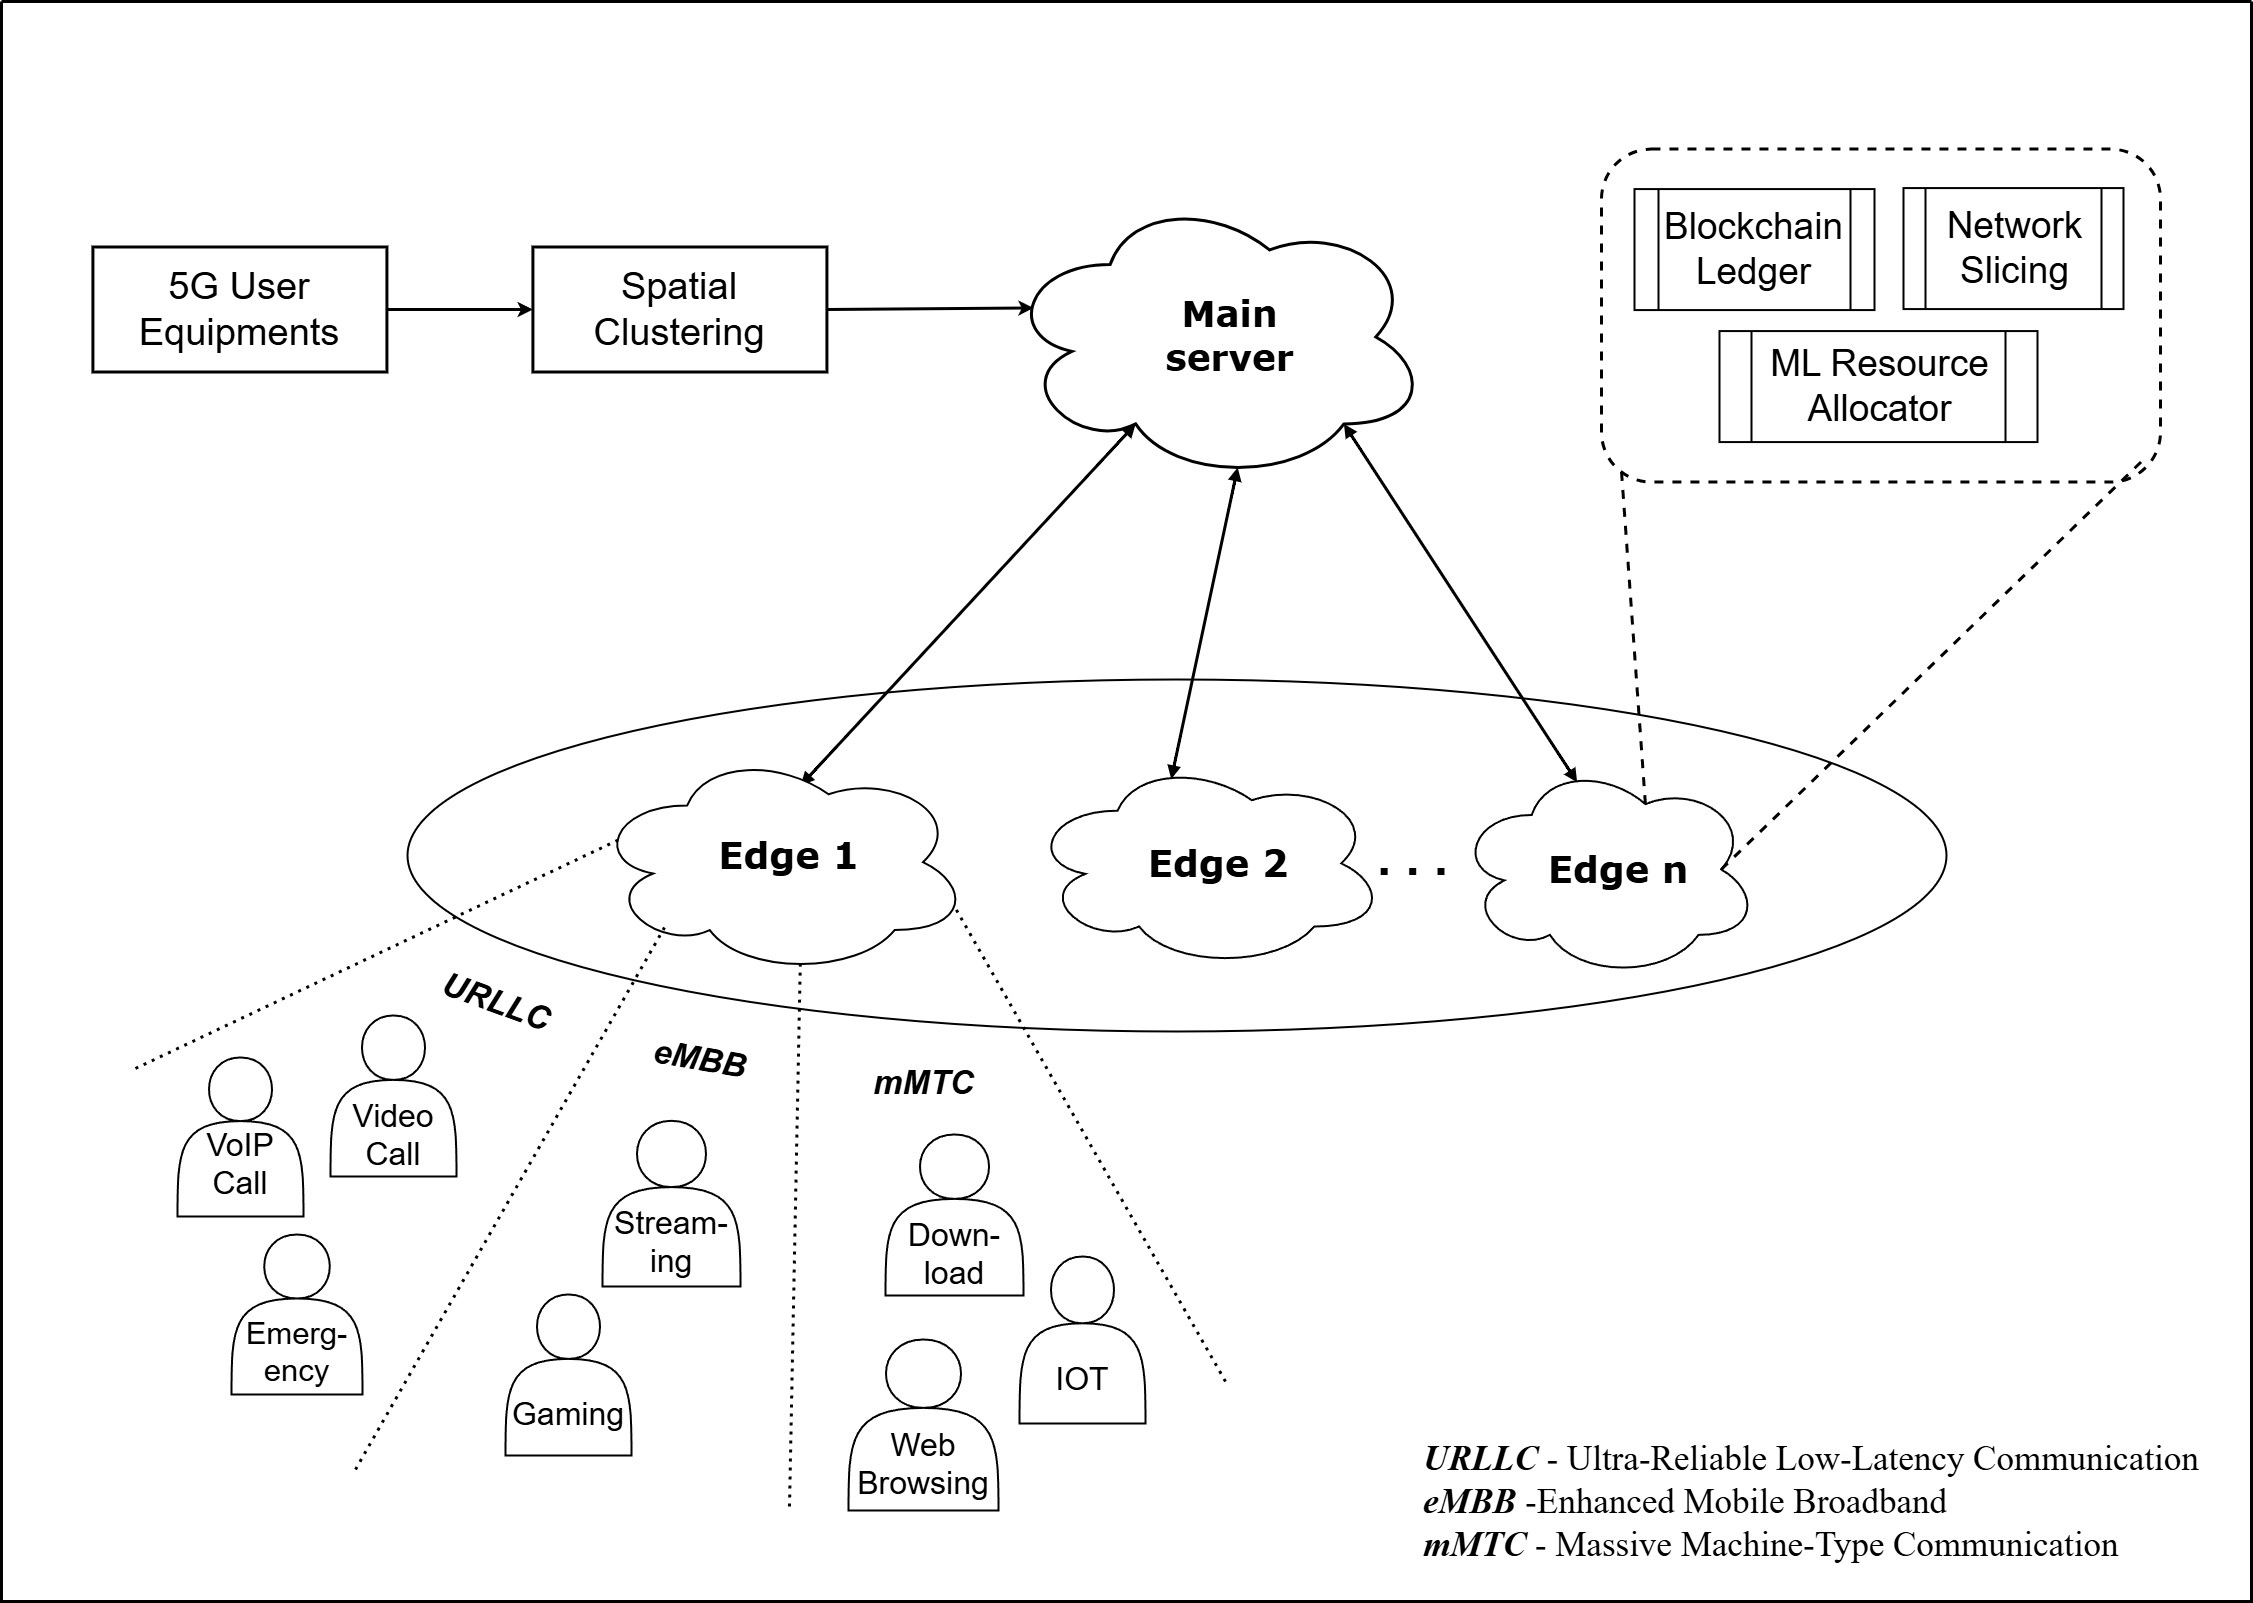 5G User
Equipments
Spatial
Clustering
Main
server
Blockchain
Ledger
Network
Slicing
ML Resource
Allocator
Edge 1
Edge 2
. . .
Edge n
URLLC
eMBB
mMTC
VoIP
Call
Video
Call
Emerg-
ency
Stream-
ing
Gaming
Down-
load
IOT
Web
Browsing
URLLC - Ultra-Reliable Low-Latency Communication
eMBB -Enhanced Mobile Broadband
mMTC - Massive Machine-Type Communication